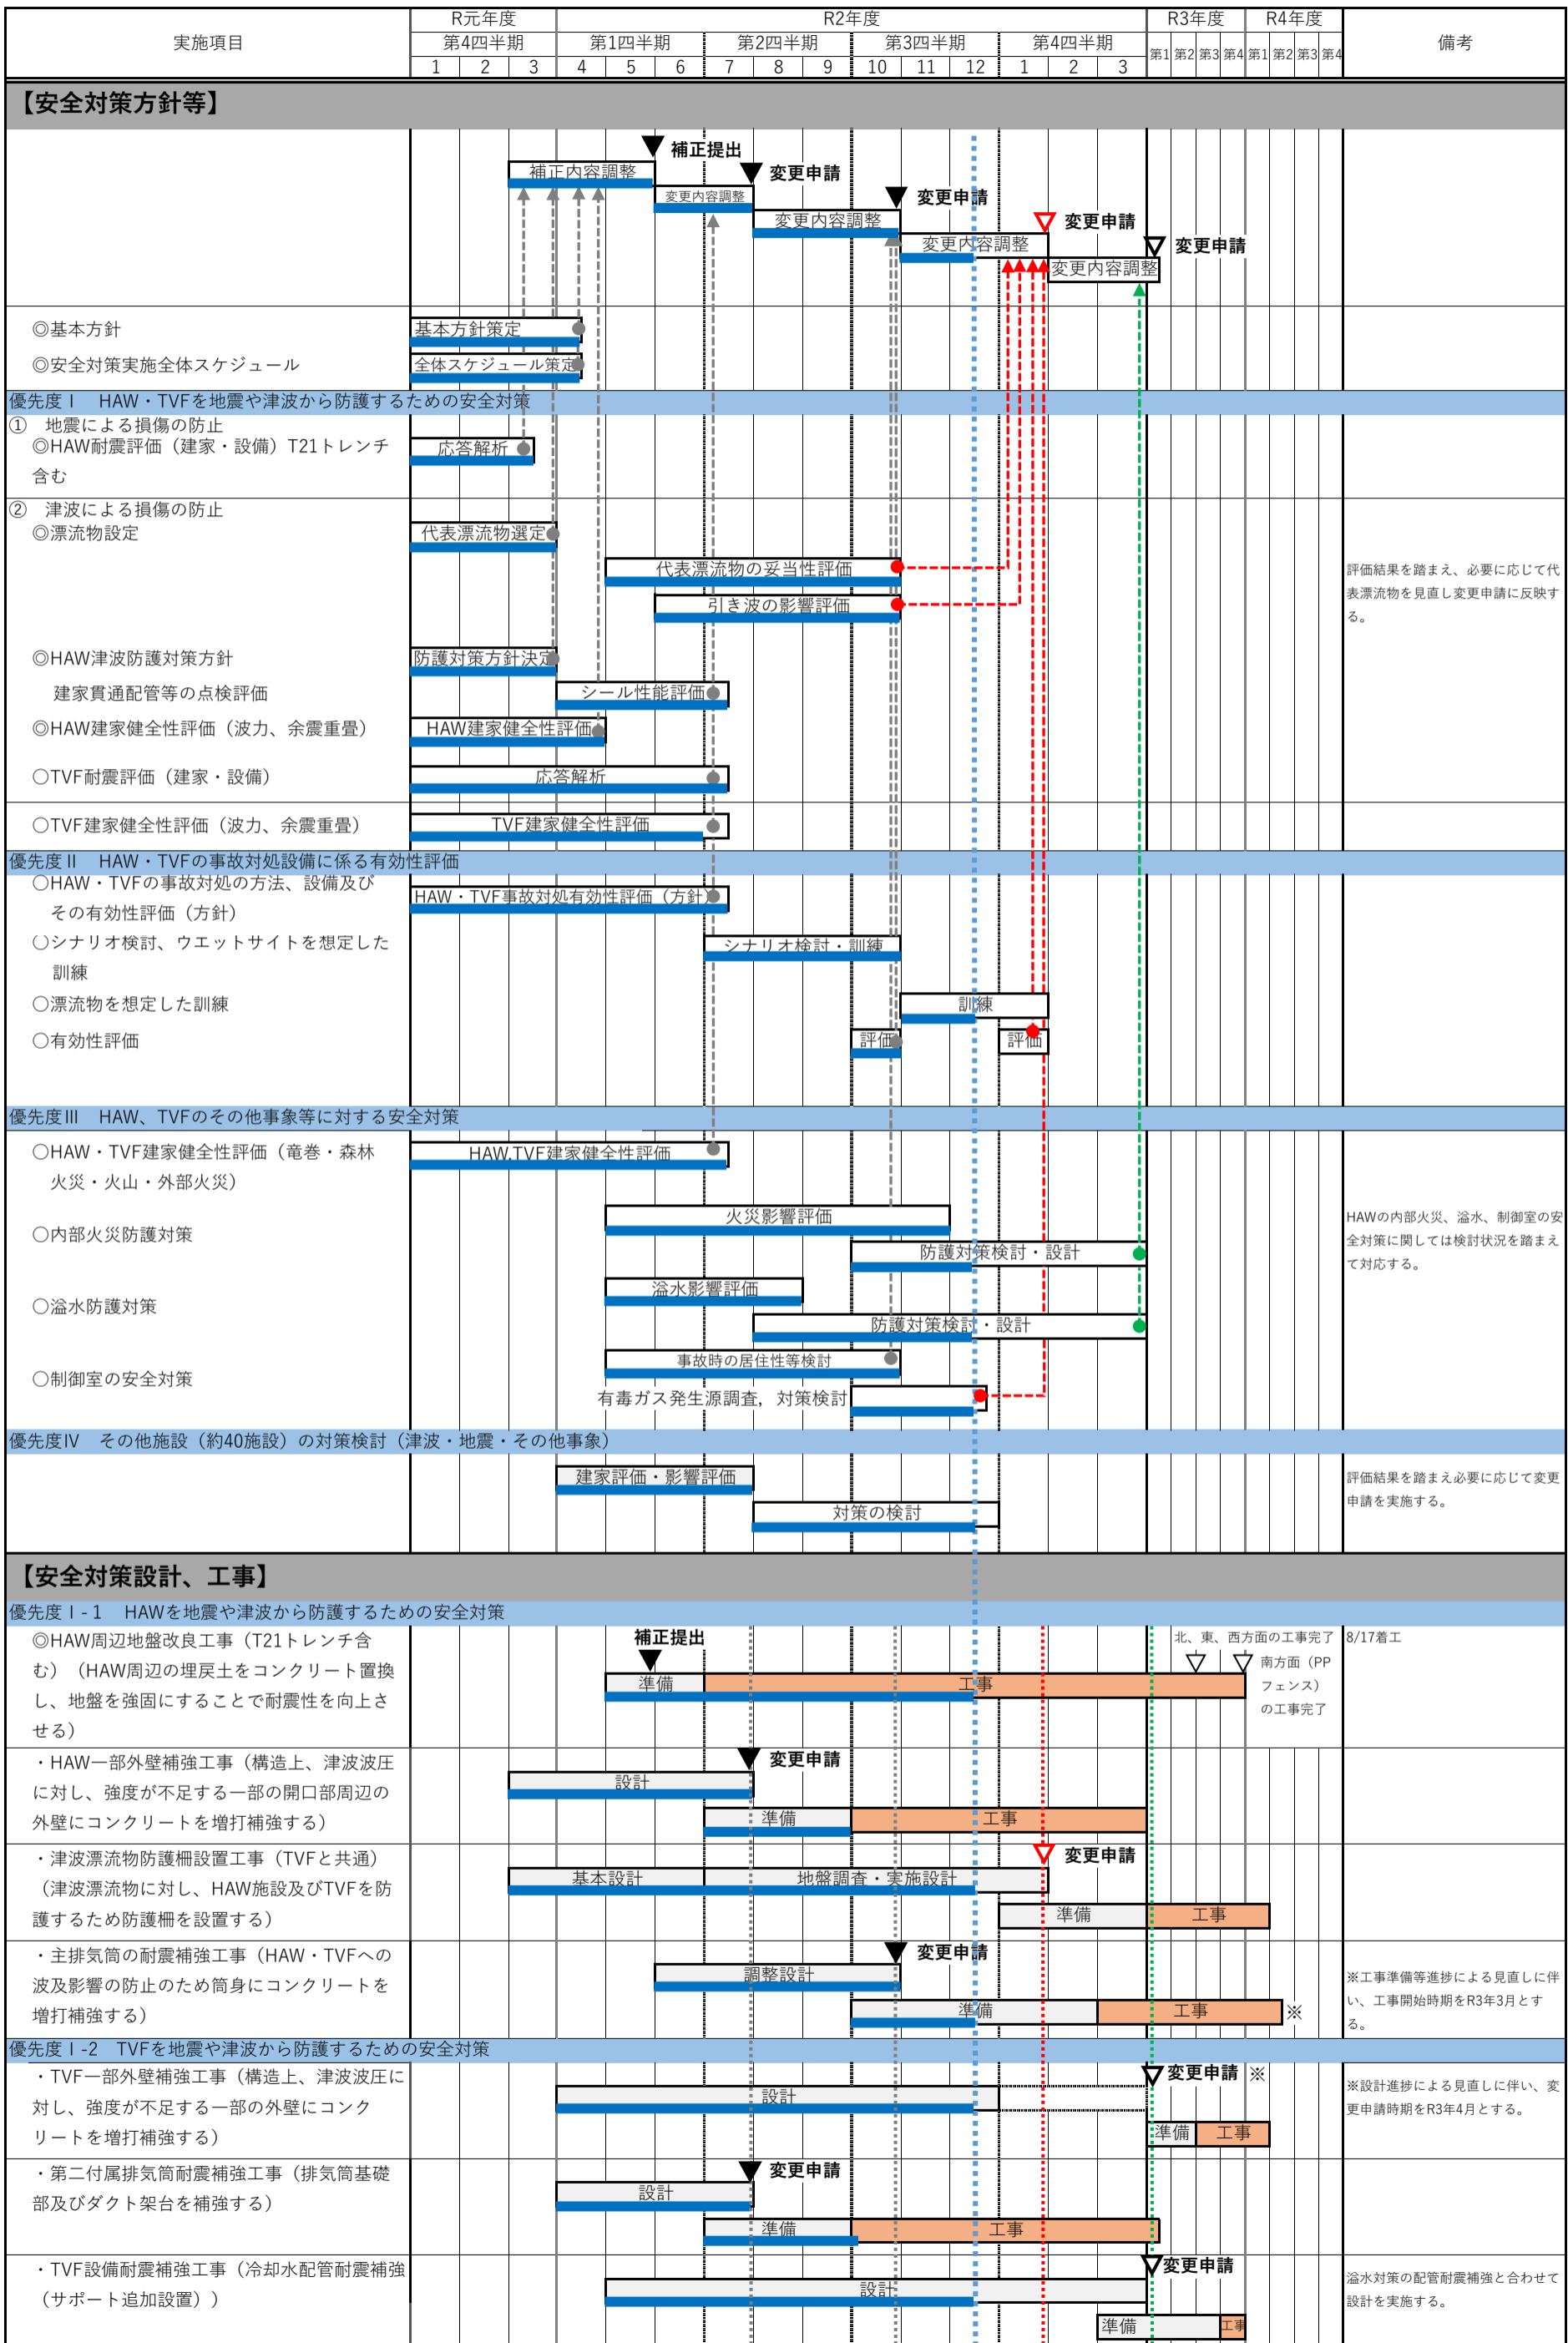 実施項目
R元年度
R2年度
R3年度
R4年度
備考
第4四半期
第1四半期
第2四半期
第3四半期
第4四半期
第1 第2 第3 第4 第1 第2 第3 第4
1 2 3 4 5 6 7 8 9 10 11 12 1 2 3
【安全対策方針等】
補正提出
補正内容調整
変更申請
変更内容調整
変更申請
変更内容調整
変更申請
変更内容調整
変更申請
変更内容調整
◎基本方針
基本方針策定
◎安全対策実施全体スケジュール
全体スケジュール策定
優先度Ⅰ HAW・TVFを地震や津波から防護するための安全対策
① 地震による損傷の防止
◎HAW耐震評価（建家・設備）T21トレンチ
含む
応答解析
② 津波による損傷の防止
◎漂流物設定
代表漂流物選定
代表漂流物の妥当性評価
引き波の影響評価
評価結果を踏まえ、必要に応じて代
表漂流物を見直し変更申請に反映す
る。
◎HAW津波防護対策方針
防護対策方針決定
建家貫通配管等の点検評価
シール性能評価
◎HAW建家健全性評価（波力、余震重畳）
HAW建家健全性評価
○TVF耐震評価（建家・設備）
応答解析
○TVF建家健全性評価（波力、余震重畳）
TVF建家健全性評価
優先度Ⅱ HAW・TVFの事故対処設備に係る有効性評価
○HAW・TVFの事故対処の方法、設備及び
その有効性評価（方針）
HAW・TVF事故対処有効性評価（方針）
○シナリオ検討、ウエットサイトを想定した
訓練
シナリオ検討・訓練
○漂流物を想定した訓練
訓練
○有効性評価
評価
評価
優先度Ⅲ HAW、TVFのその他事象等に対する安全対策
○HAW・TVF建家健全性評価（竜巻・森林
火災・火山・外部火災）
HAW.TVF建家健全性評価
○内部火災防護対策
火災影響評価
防護対策検討・設計
HAWの内部火災、溢水、制御室の安
全対策に関しては検討状況を踏まえ
て対応する。
○溢水防護対策
溢水影響評価
防護対策検討・設計
○制御室の安全対策
事故時の居住性等検討
有毒ガス発生源調査，対策検討
優先度Ⅳ その他施設（約40施設）の対策検討（津波・地震・その他事象）
建家評価・影響評価
対策の検討
評価結果を踏まえ必要に応じて変更
申請を実施する。
【安全対策設計、工事】
優先度Ⅰ-1 HAWを地震や津波から防護するための安全対策
◎HAW周辺地盤改良工事（T21トレンチ含
む）（HAW周辺の埋戻土をコンクリート置換
し、地盤を強固にすることで耐震性を向上さ
せる）
補正提出
準備
工事
北、東、西方面の工事完了
南方面（PP
フェンス）
の工事完了
8/17着工
・HAW一部外壁補強工事（構造上、津波波圧
に対し、強度が不足する一部の開口部周辺の
外壁にコンクリートを増打補強する）
変更申請
設計
準備
工事
・津波漂流物防護柵設置工事（TVFと共通）
（津波漂流物に対し、HAW施設及びTVFを防
護するため防護柵を設置する）
変更申請
基本設計
地盤調査・実施設計
準備
工事
・主排気筒の耐震補強工事（HAW・TVFへの
波及影響の防止のため筒身にコンクリートを
増打補強する）
変更申請
調整設計
準備
工事
※
※工事準備等進捗による見直しに伴
い、工事開始時期をR3年3月とす
る。
優先度Ⅰ-2 TVFを地震や津波から防護するための安全対策
・TVF一部外壁補強工事（構造上、津波波圧に
対し、強度が不足する一部の外壁にコンク
リートを増打補強する）
変更申請 ※
設計
準備
工事
※設計進捗による見直しに伴い、変
更申請時期をR3年4月とする。
・第二付属排気筒耐震補強工事（排気筒基礎
部及びダクト架台を補強する）
変更申請
設計
準備
工事
・TVF設備耐震補強工事（冷却水配管耐震補強
（サポート追加設置））
変更申請
設計
準備
工事
溢水対策の配管耐震補強と合わせて
設計を実施する。